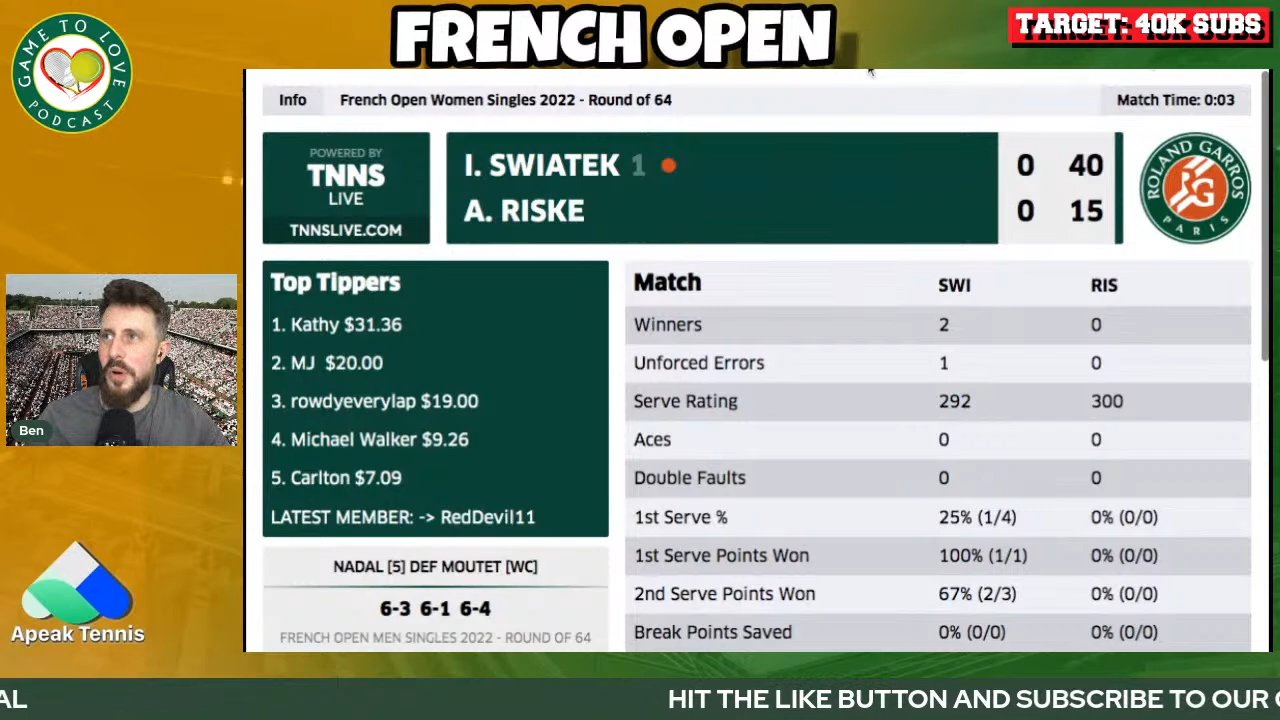 GAME TO LOVE
PODCAST
FRENCH OPEN
TARGET: 40K SUBS
Info French Open Women Singles 2022 - Round of 64 Match Time: 0:03
POWERED BY
TNNS
LIVE
TNNSLIVE.COM
I. SWIATEK 1 0 40
A. RISKE 0 15
ROLAND GARROS
RG
PARIS
Top Tippers
1. Kathy $31.36
2. MJ $20.00
3. rowdyeverylap $19.00
4. Michael Walker $9.26
5. Carlton $7.09
LATEST MEMBER: -> RedDevil11
NADAL [5] DEF MOUTET [WC]
6-3 6-1 6-4
FRENCH OPEN MEN SINGLES 2022 - ROUND OF 64
Match SWI RIS
Winners 2 0
Unforced Errors 1 0
Serve Rating 292 300
Aces 0 0
Double Faults 0 0
1st Serve % 25% (1/4) 0% (0/0)
1st Serve Points Won 100% (1/1) 0% (0/0)
2nd Serve Points Won 67% (2/3) 0% (0/0)
Break Points Saved 0% (0/0) 0% (0/0)
Ben
Apeak Tennis
AL HIT THE LIKE BUTTON AND SUBSCRIBE TO OUR